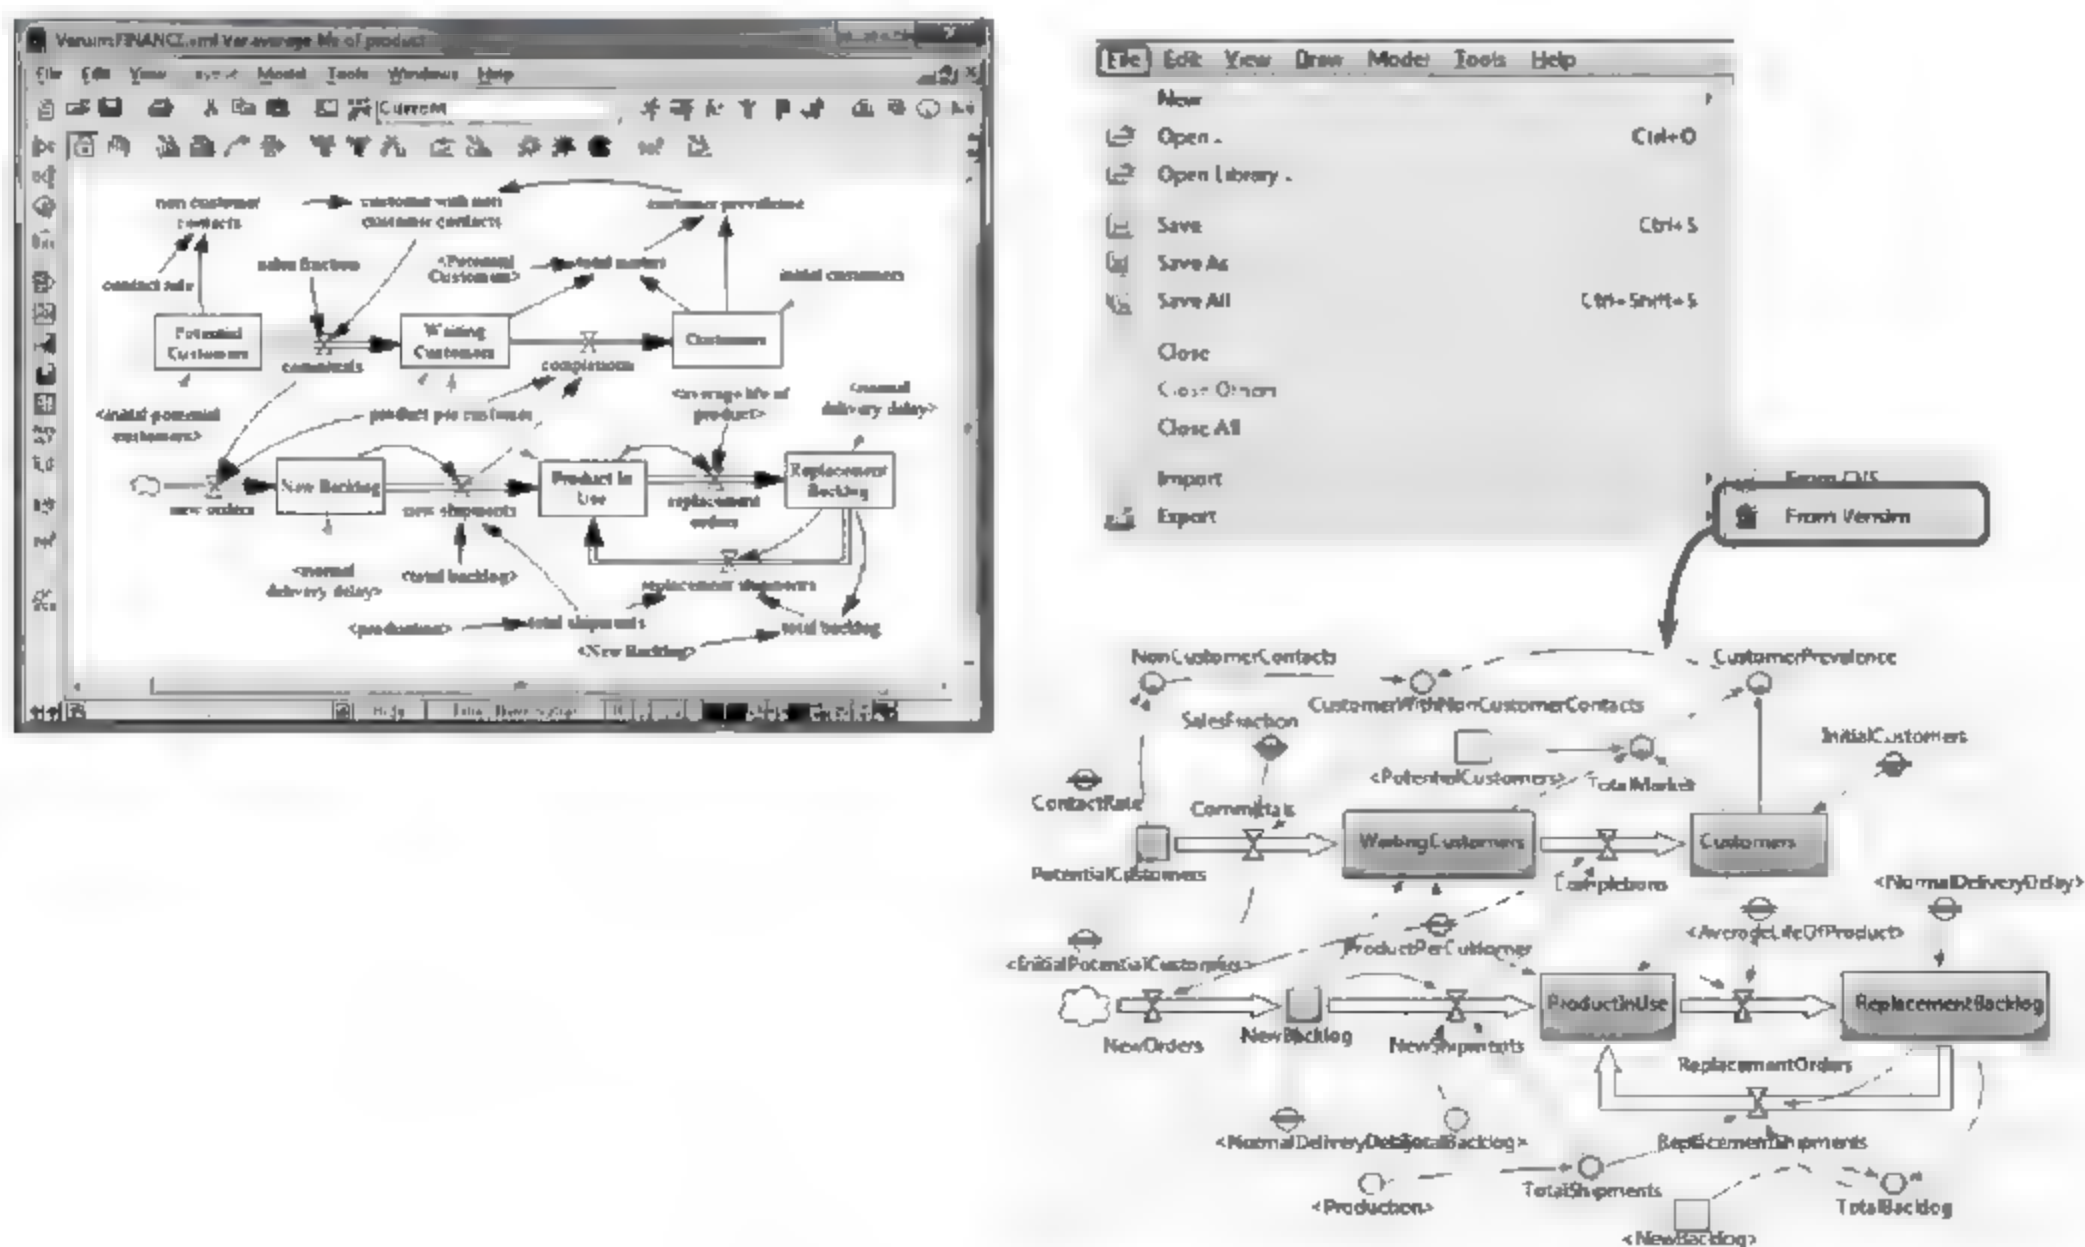 File Edit View Layout Model Tools Windows Help
Current
non customer
contacts
customer with non
customer contacts
customer prevalence
sales fraction
<Potential
Customers>
total market
initial customers
contact rate
Potential
Customers
Waiting
Customers
Customers
committals
completions
<initial potential
customers>
product per customer
<average life of
product>
<normal
delivery delay>
New Backlog
Product In
Use
Replacement
Backlog
new orders
new shipments
replacement
orders
<normal
delivery delay>
<total backlog>
replacement shipments
<production>
total shipments
total backlog
<New Backlog>
File Edit View Draw Model Tools Help
New
Open...
Ctrl+O
Open Library...
Save
Ctrl+S
Save As
Save All
Ctrl+Shift+S
Close
Close Others
Close All
Import
Export
From Vensim
NonCustomerContacts
CustomerPrevalence
CustomerWithNonCustomerContacts
SalesFraction
InitialCustomers
<PotentialCustomers>
TotalMarket
ContactRate
Committals
WaitingCustomers
Customers
PotentialCustomers
Completions
<NormalDeliveryDelay>
<AverageLifeOfProduct>
ProductPerCustomer
<InitialPotentialCustomers>
ProductInUse
ReplacementBacklog
NewOrders
NewBacklog
NewShipments
ReplacementOrders
<NormalDeliveryDelay>
<TotalBacklog>
ReplacementShipments
TotalShipments
<Production>
TotalBacklog
<NewBacklog>